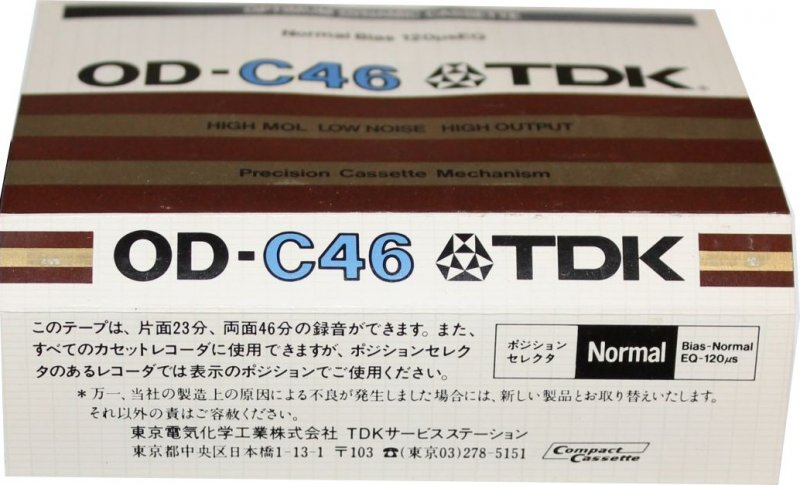 OPTIMUM DYNAMIC CASSETTE
Normal Bias 120μsEQ
OD-C46 TDK®
HIGH MOL LOW NOISE HIGH OUTPUT
Precision Cassette Mechanism
OD-C46 TDK
このテープは、片面23分、両面46分の録音ができます。また、
すべてのカセットレコーダに使用できますが、ポジションセレク
タのあるレコーダでは表示のポジションでご使用ください。
ポジション
セレクタ
Normal
Bias-Normal
EQ-120μs
*万一、当社の製造上の原因による不良が発生しました場合には、新しい製品とお取り替えいたします。
それ以外の責はご容赦ください。
東京電気化学工業株式会社 TDKサービスステーション
東京都中央区日本橋1-13-1 〒103 ☎(東京03)278-5151
Compact
Cassette